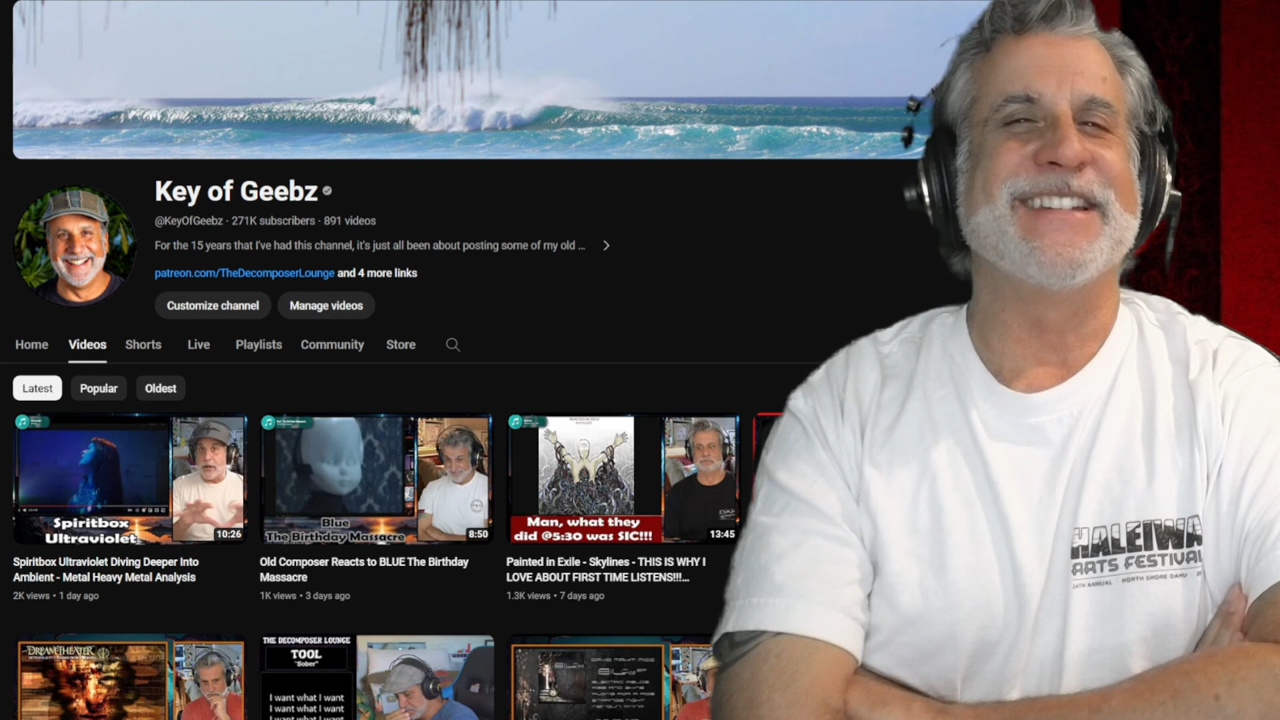 Key of Geebz
@KeyOfGeebz · 271K subscribers · 891 videos
For the 15 years that I've had this channel, it's just all been about posting some of my old ...
patreon.com/TheDecomposerLounge and 4 more links
Customize channel
Manage videos
Home
Videos
Shorts
Live
Playlists
Community
Store
Latest
Popular
Oldest
Spiritbox
Ultraviolet
10:26
Blue
The Birthday Massacre
8:50
Man, what they
did @5:30 was SIC!!!
13:45
Spiritbox Ultraviolet Diving Deeper Into
Ambient - Metal Heavy Metal Analysis
2K views • 1 day ago
Old Composer Reacts to BLUE The Birthday
Massacre
1K views • 3 days ago
Painted in Exile - Skylines - THIS IS WHY I
LOVE ABOUT FIRST TIME LISTENS!!!...
1.3K views • 7 days ago
DREAM THEATER
THE DECOMPOSER LOUNGE
TOOL
"Sober"
I want what I want
I want what I want
I want what I want
HALEIWA
ARTS FESTIVAL
ANNUAL · NORTH SHORE OAHU